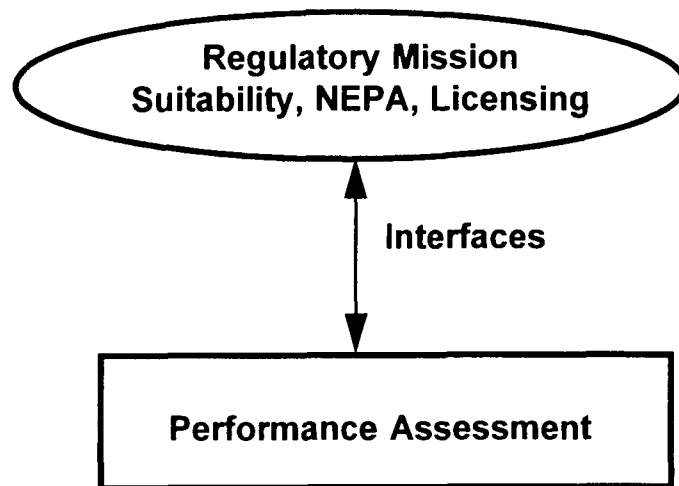 Regulatory Mission
Suitability, NEPA, Licensing
Interfaces
Performance Assessment